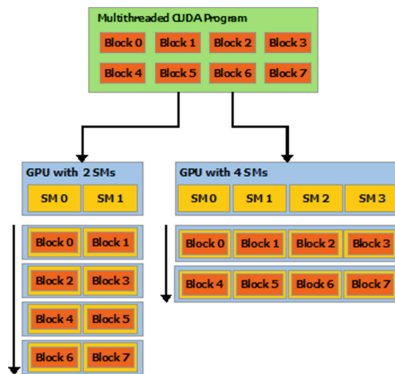 Multithreaded CUDA Program
Block 0 Block 1 Block 2 Block 3
Block 4 Block 5 Block 6 Block 7
GPU with 2 SMs
SM 0 SM 1
Block 0 Block 1
Block 2 Block 3
Block 4 Block 5
Block 6 Block 7
GPU with 4 SMs
SM 0 SM 1 SM 2 SM 3
Block 0 Block 1 Block 2 Block 3
Block 4 Block 5 Block 6 Block 7